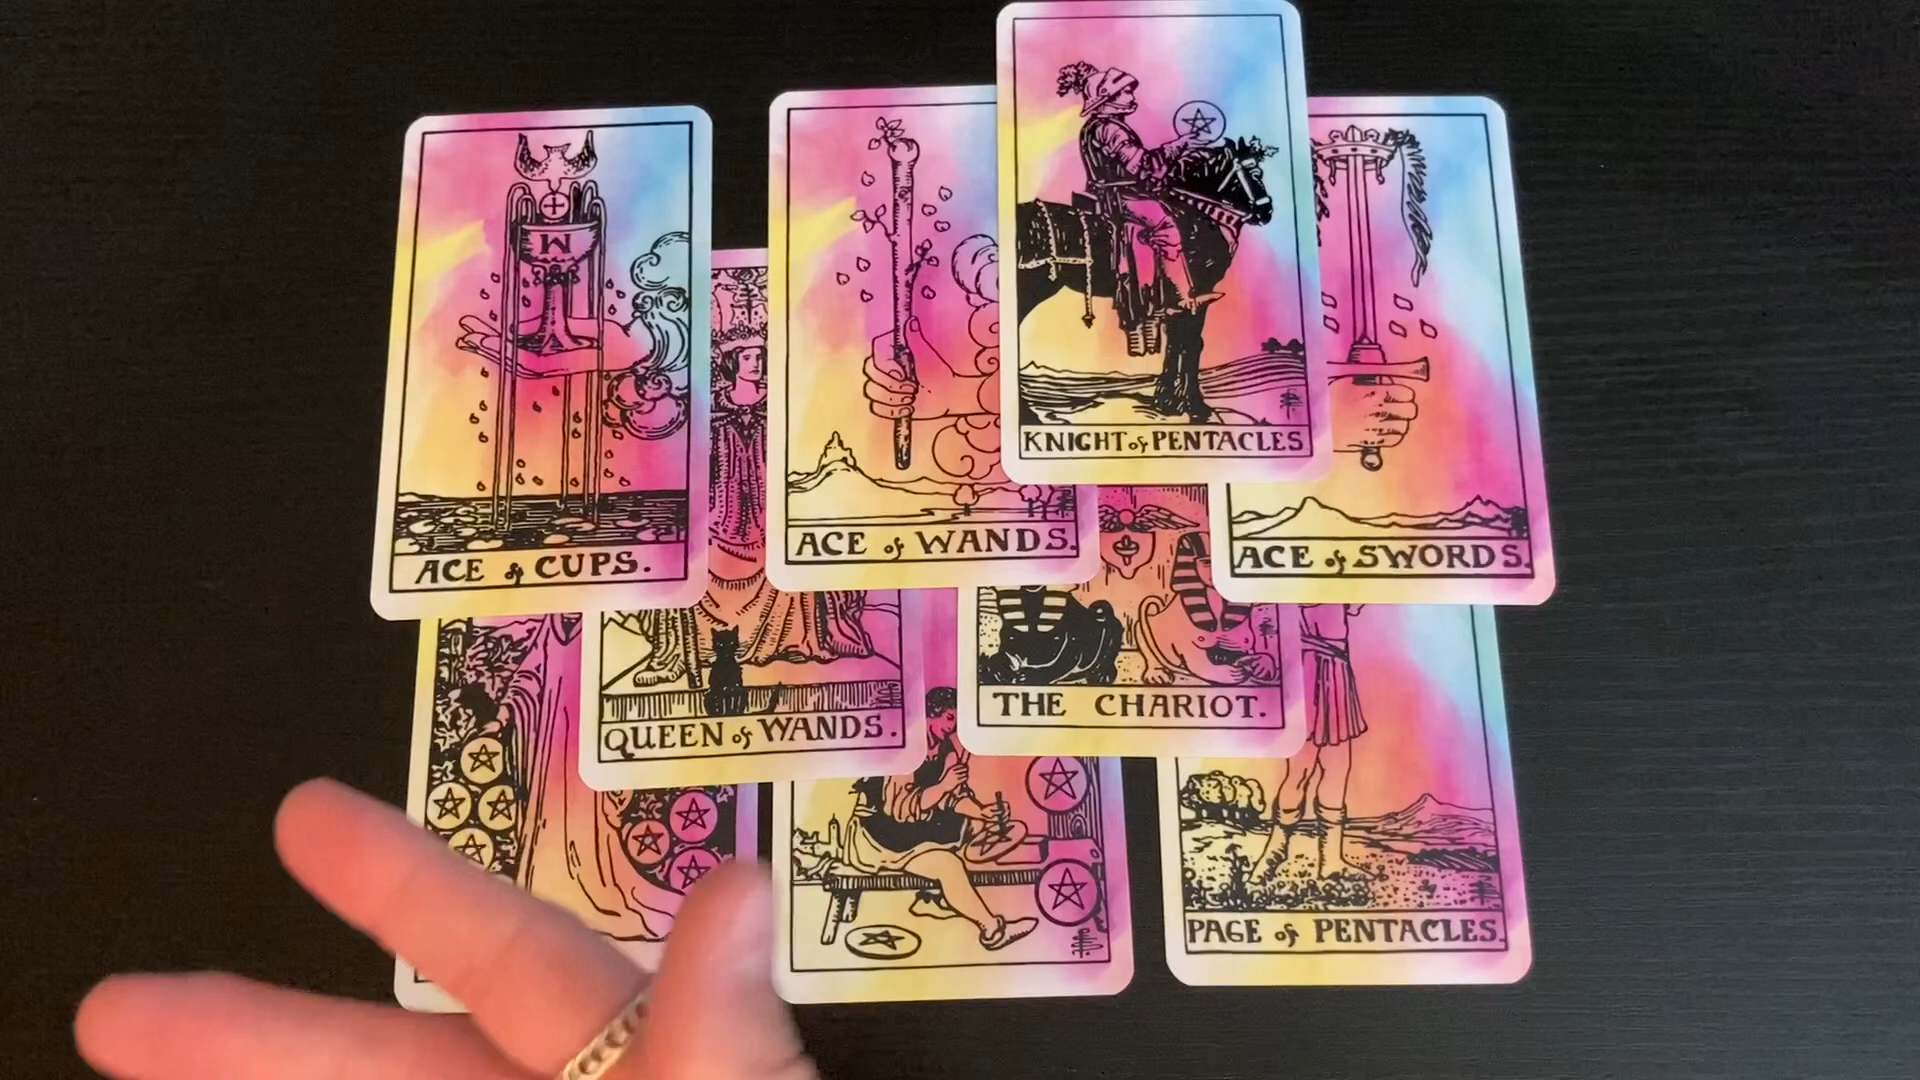 KNIGHT of PENTACLES
ACE of CUPS.
ACE of WANDS.
ACE of SWORDS.
W
QUEEN of WANDS.
THE CHARIOT.
PAGE of PENTACLES.